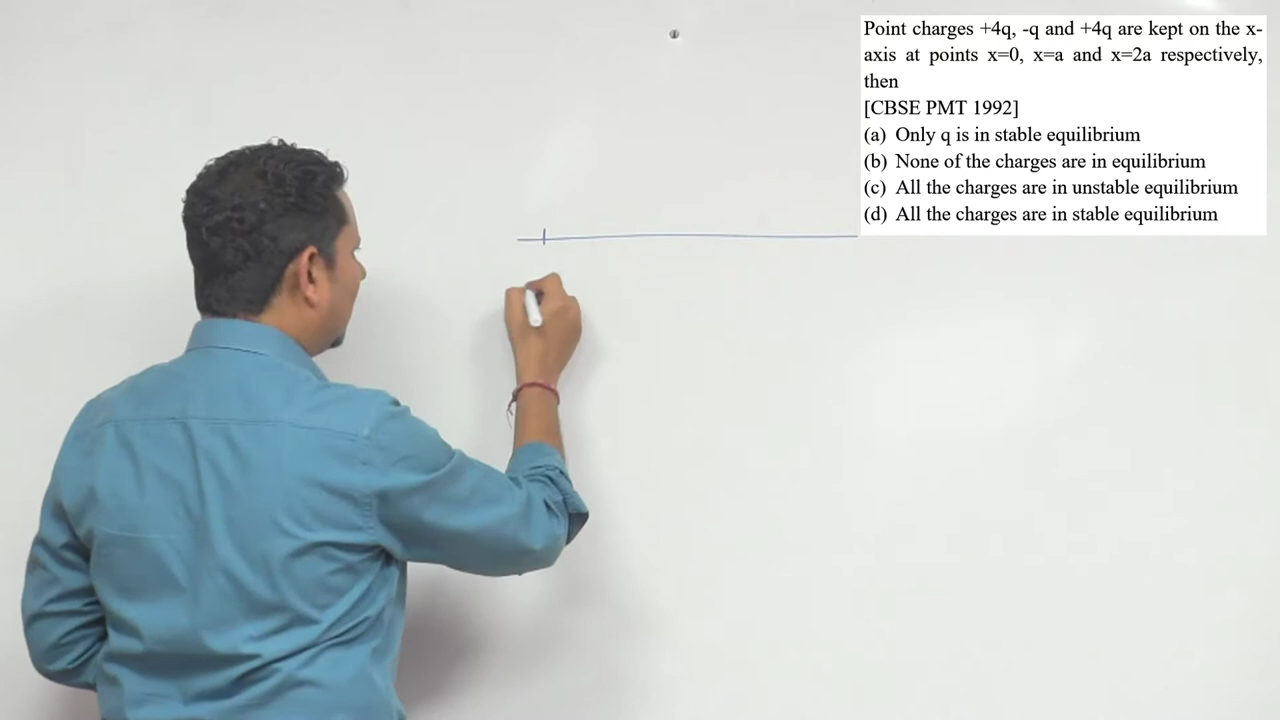 Point charges +4q, -q and +4q are kept on the x-
axis at points x=0, x=a and x=2a respectively,
then
[CBSE PMT 1992]
(a) Only q is in stable equilibrium
(b) None of the charges are in equilibrium
(c) All the charges are in unstable equilibrium
(d) All the charges are in stable equilibrium